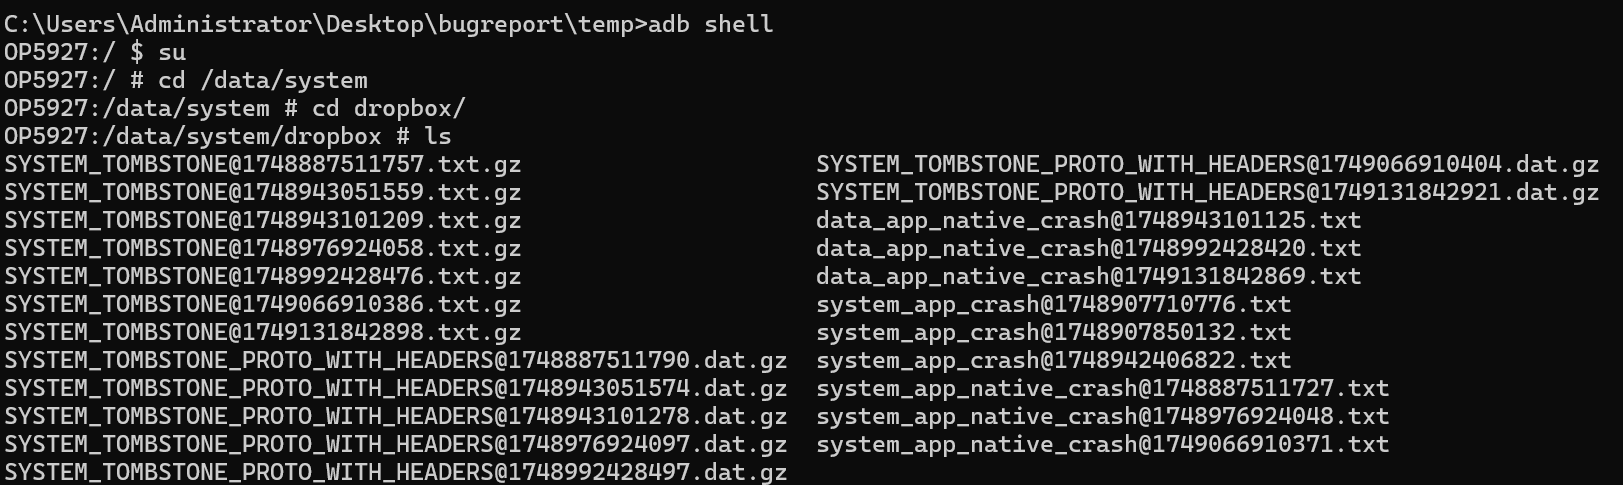 C:\Users\Administrator\Desktop\bugreport\temp>adb shell
OP5927:/ $ su
OP5927:/ # cd /data/system
OP5927:/data/system # cd dropbox/
OP5927:/data/system/dropbox # ls
SYSTEM_TOMBSTONE@1748887511757.txt.gz                     SYSTEM_TOMBSTONE_PROTO_WITH_HEADERS@1749066910404.dat.gz
SYSTEM_TOMBSTONE@1748943051559.txt.gz                     SYSTEM_TOMBSTONE_PROTO_WITH_HEADERS@1749131842921.dat.gz
SYSTEM_TOMBSTONE@1748943101209.txt.gz                     data_app_native_crash@1748943101125.txt
SYSTEM_TOMBSTONE@1748976924058.txt.gz                     data_app_native_crash@1748992428420.txt
SYSTEM_TOMBSTONE@1748992428476.txt.gz                     data_app_native_crash@1749131842869.txt
SYSTEM_TOMBSTONE@1749066910386.txt.gz                     system_app_crash@1748907710776.txt
SYSTEM_TOMBSTONE@1749131842898.txt.gz                     system_app_crash@1748907850132.txt
SYSTEM_TOMBSTONE_PROTO_WITH_HEADERS@1748887511790.dat.gz  system_app_crash@1748942406822.txt
SYSTEM_TOMBSTONE_PROTO_WITH_HEADERS@1748943051574.dat.gz  system_app_native_crash@1748887511727.txt
SYSTEM_TOMBSTONE_PROTO_WITH_HEADERS@1748943101278.dat.gz  system_app_native_crash@1748976924048.txt
SYSTEM_TOMBSTONE_PROTO_WITH_HEADERS@1748976924097.dat.gz  system_app_native_crash@1749066910371.txt
SYSTEM_TOMBSTONE_PROTO_WITH_HEADERS@1748992428497.dat.gz